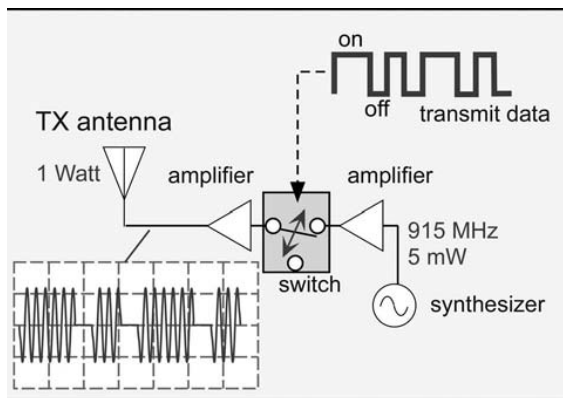 on
off
transmit data
TX antenna
1 Watt
amplifier
amplifier
915 MHz
5 mW
switch
synthesizer